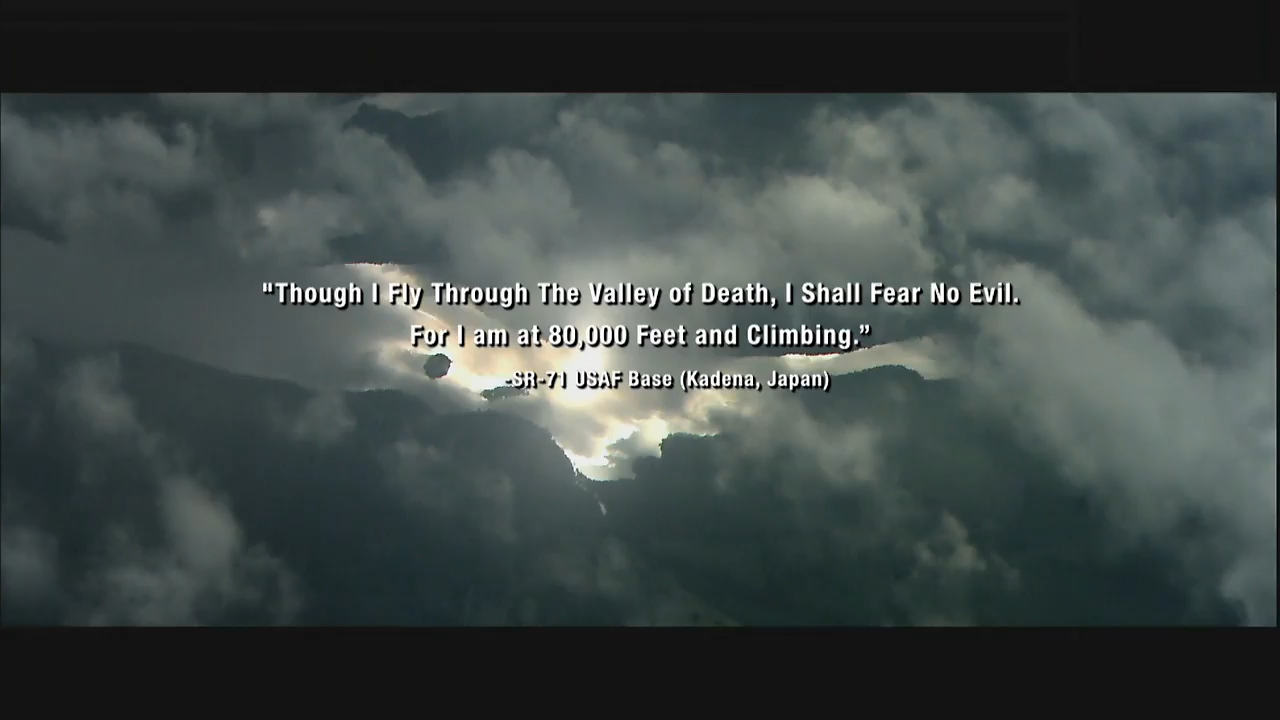 "Though I Fly Through The Valley of Death, I Shall Fear No Evil.
For I am at 80,000 Feet and Climbing.”
-SR-71 USAF Base (Kadena, Japan)